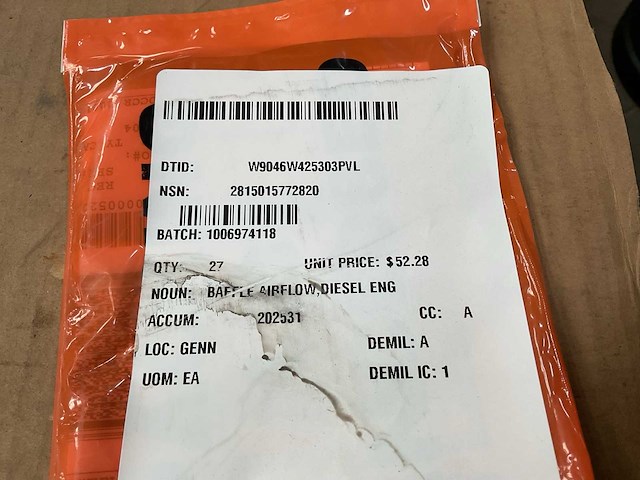 DTID: W9046W425303PVL
NSN: 2815015772820
BATCH: 1006974118
QTY: 27 UNIT PRICE: $52.28
NOUN: BAFFLE AIRFLOW,DIESEL ENG
ACCUM: 202531 CC: A
LOC: GENN DEMIL: A
UOM: EA DEMIL IC: 1